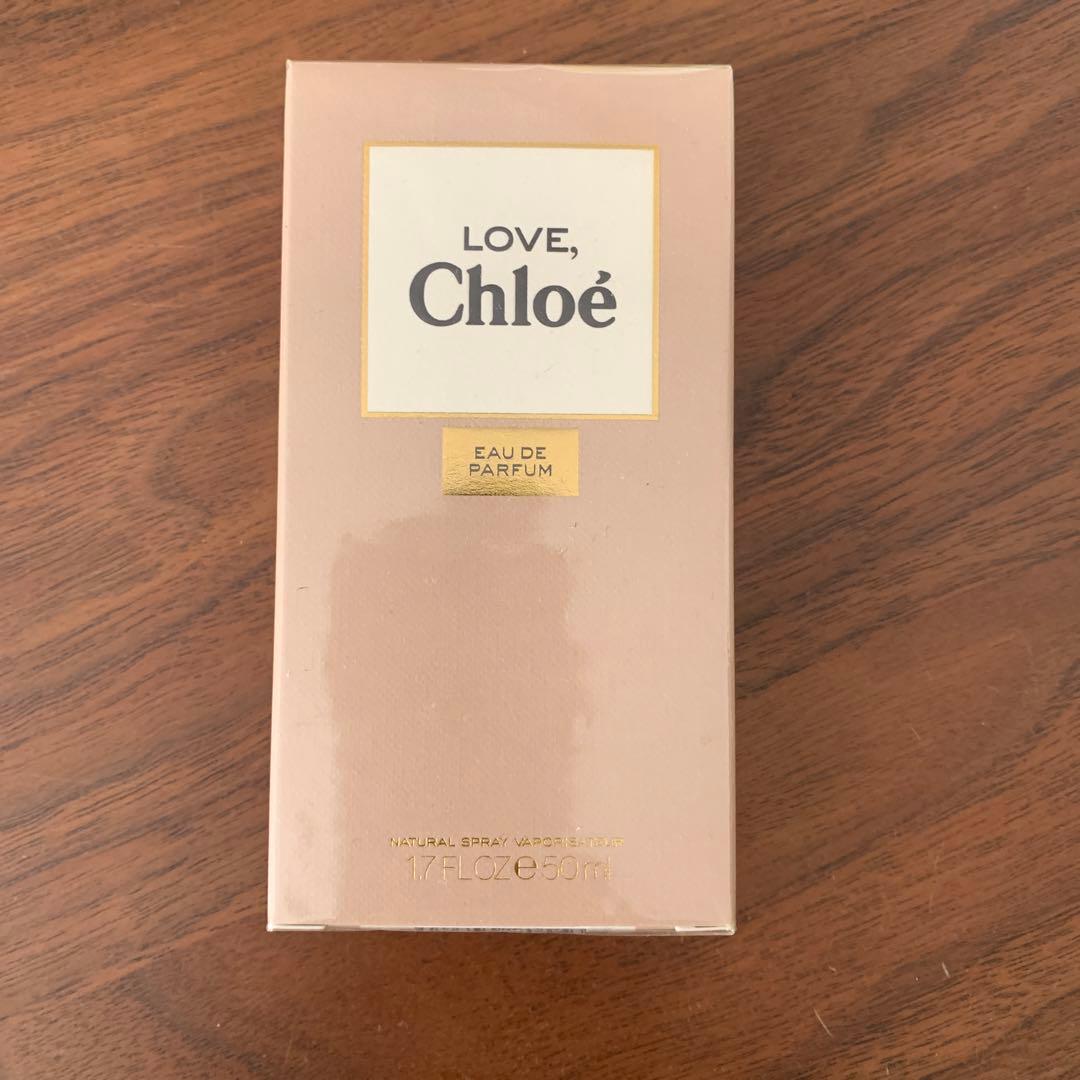 LOVE,
Chloé
EAU DE
PARFUM
NATURAL SPRAY VAPORISATEUR
1.7 FL OZ e 50 ml